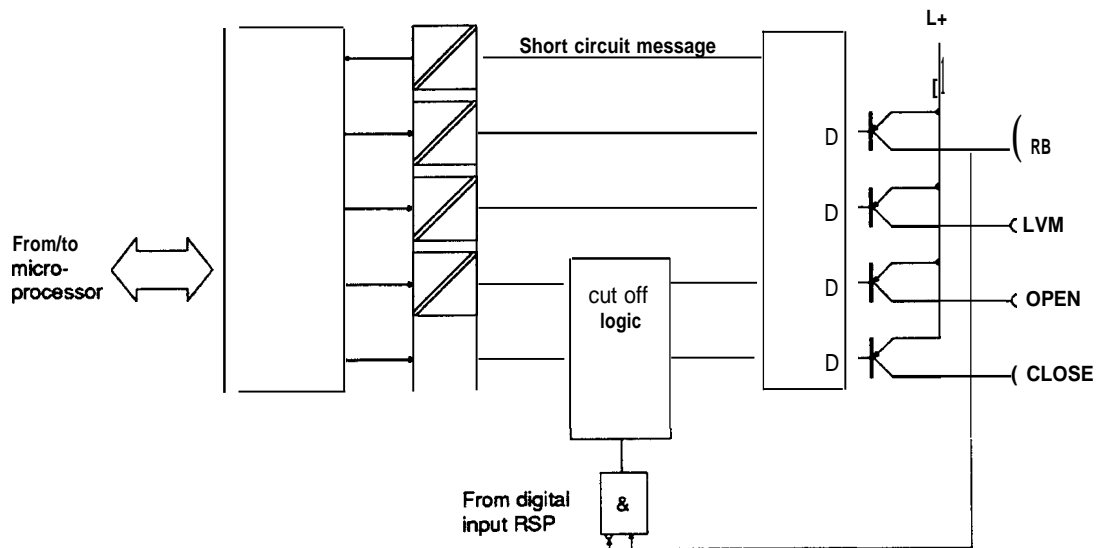 L+
Short circuit message
D
RB
D
LVM
From/to
micro-
processor
cut off
logic
D
OPEN
D
CLOSE
From digital
input RSP
&